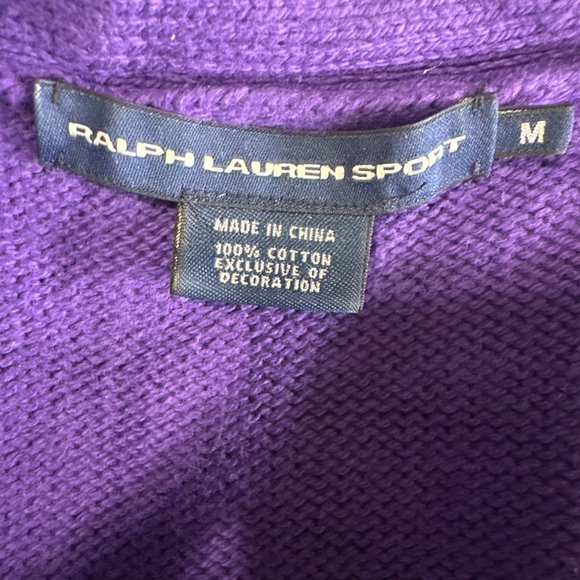 RALPH LAUREN SPORT
M
MADE IN CHINA
100% COTTON
EXCLUSIVE OF
DECORATION